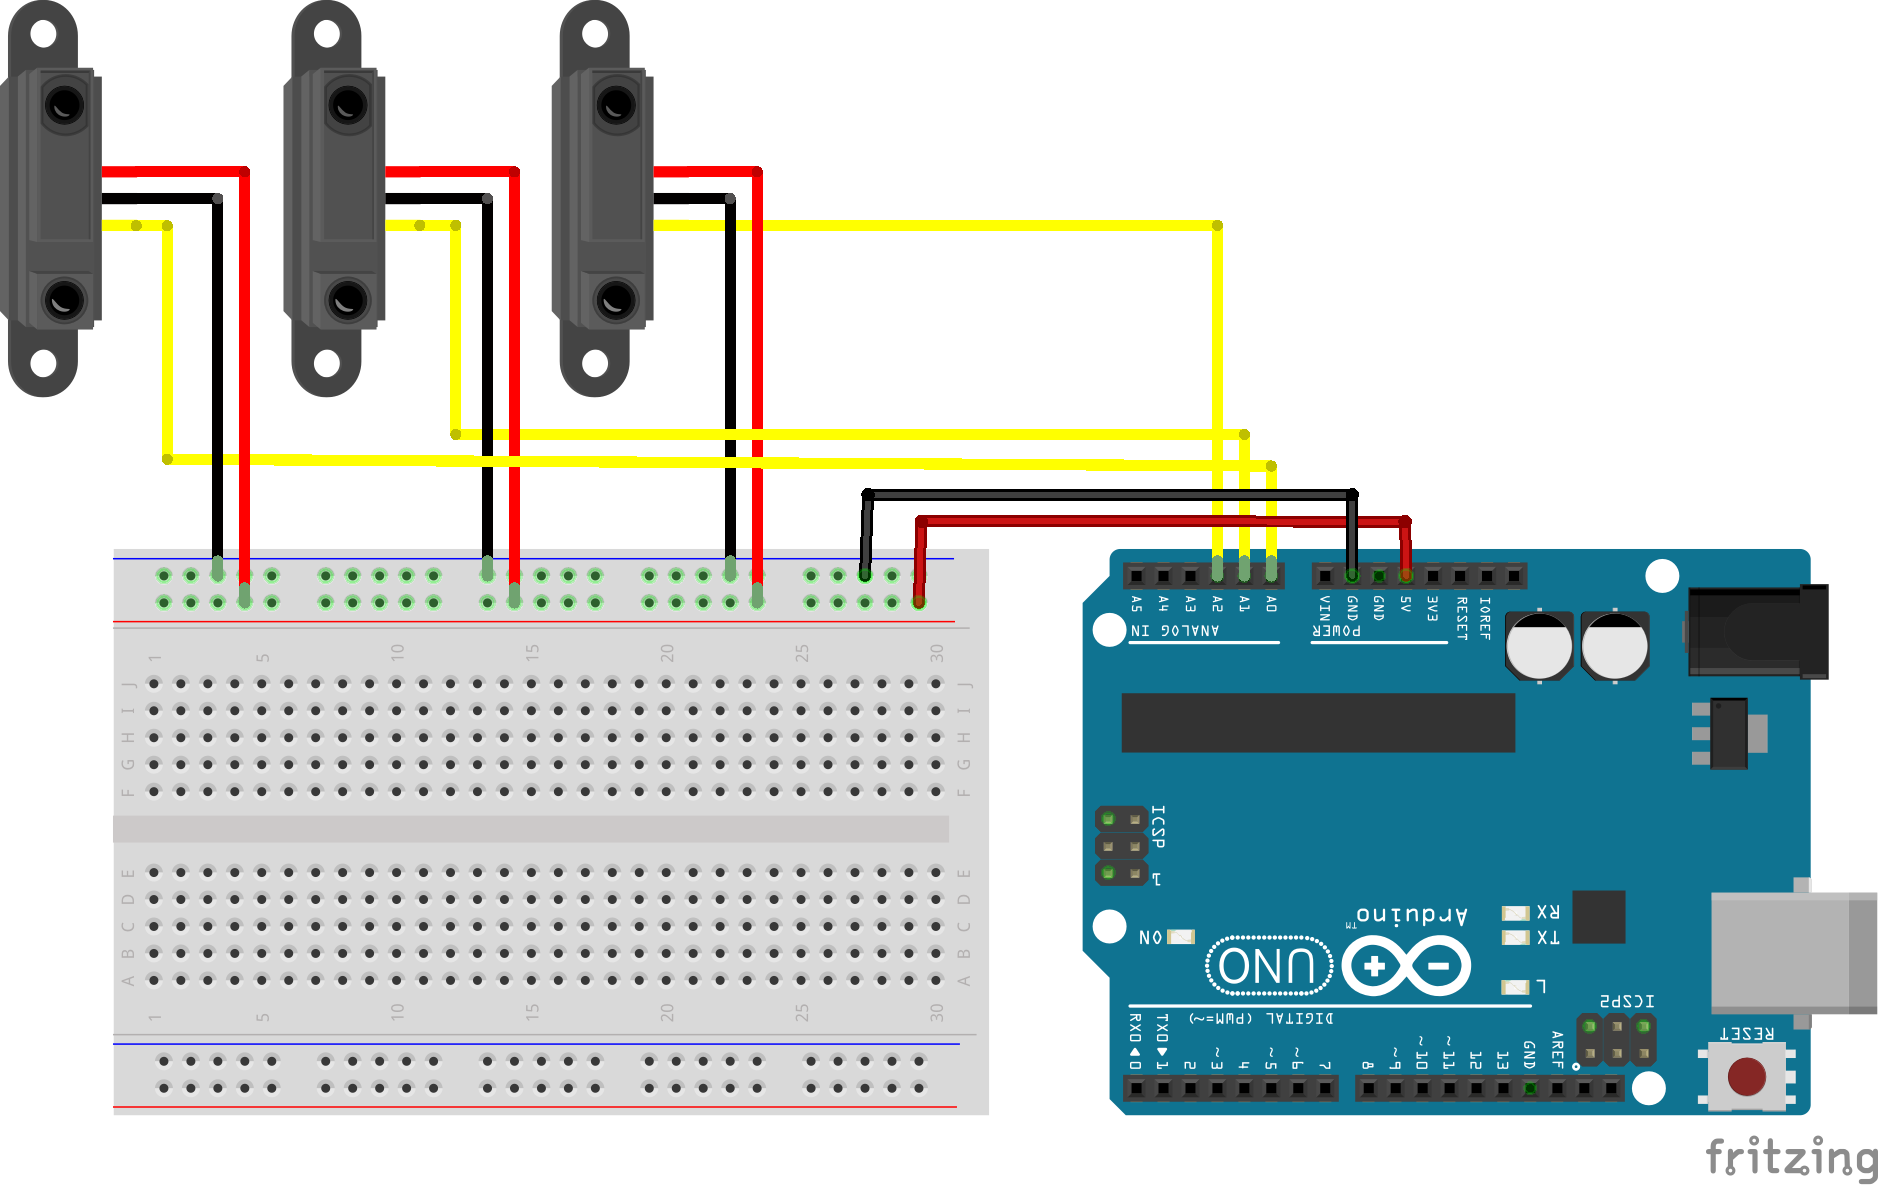 A5 A4 A3 A2 A1 A0 VIN GND GND 5V 3V3 RESET IOREF
ANALOG IN POWER
1 5 10 15 20 25 30
J J
I I
H H
G G
F F
ICSP
1
E E
D D
C C
B B
A A
1 5 10 15 20 25 30
Arduino™
RX
TX
ON
UNO
L
ICSP2
DIGITAL (PWM=~)
RESET
RX0 0 TX0 1 2 ~3 4 ~5 ~6 7 8 ~9 ~10 ~11 12 13 GND AREF
fritzing